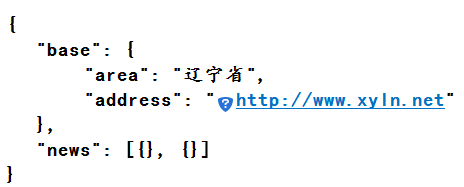 {
"base": {
"area": "辽宁省",
"address": "http://www.xyln.net"
},
"news": [{}, {}]
}